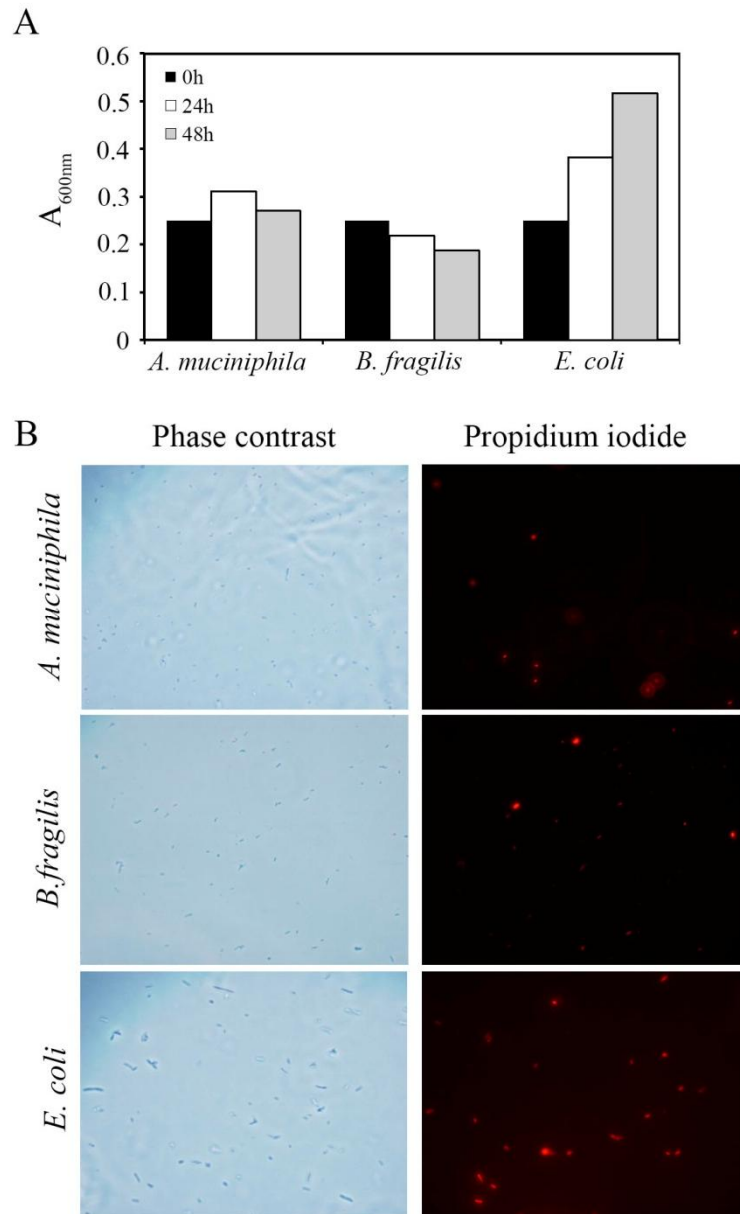 A
0.6
0.5
0.4
0.3
0.2
0.1
0
A600nm
0h
24h
48h
A. muciniphila
B. fragilis
E. coli
B
Phase contrast
Propidium iodide
A. muciniphila
B.fragilis
E. coli